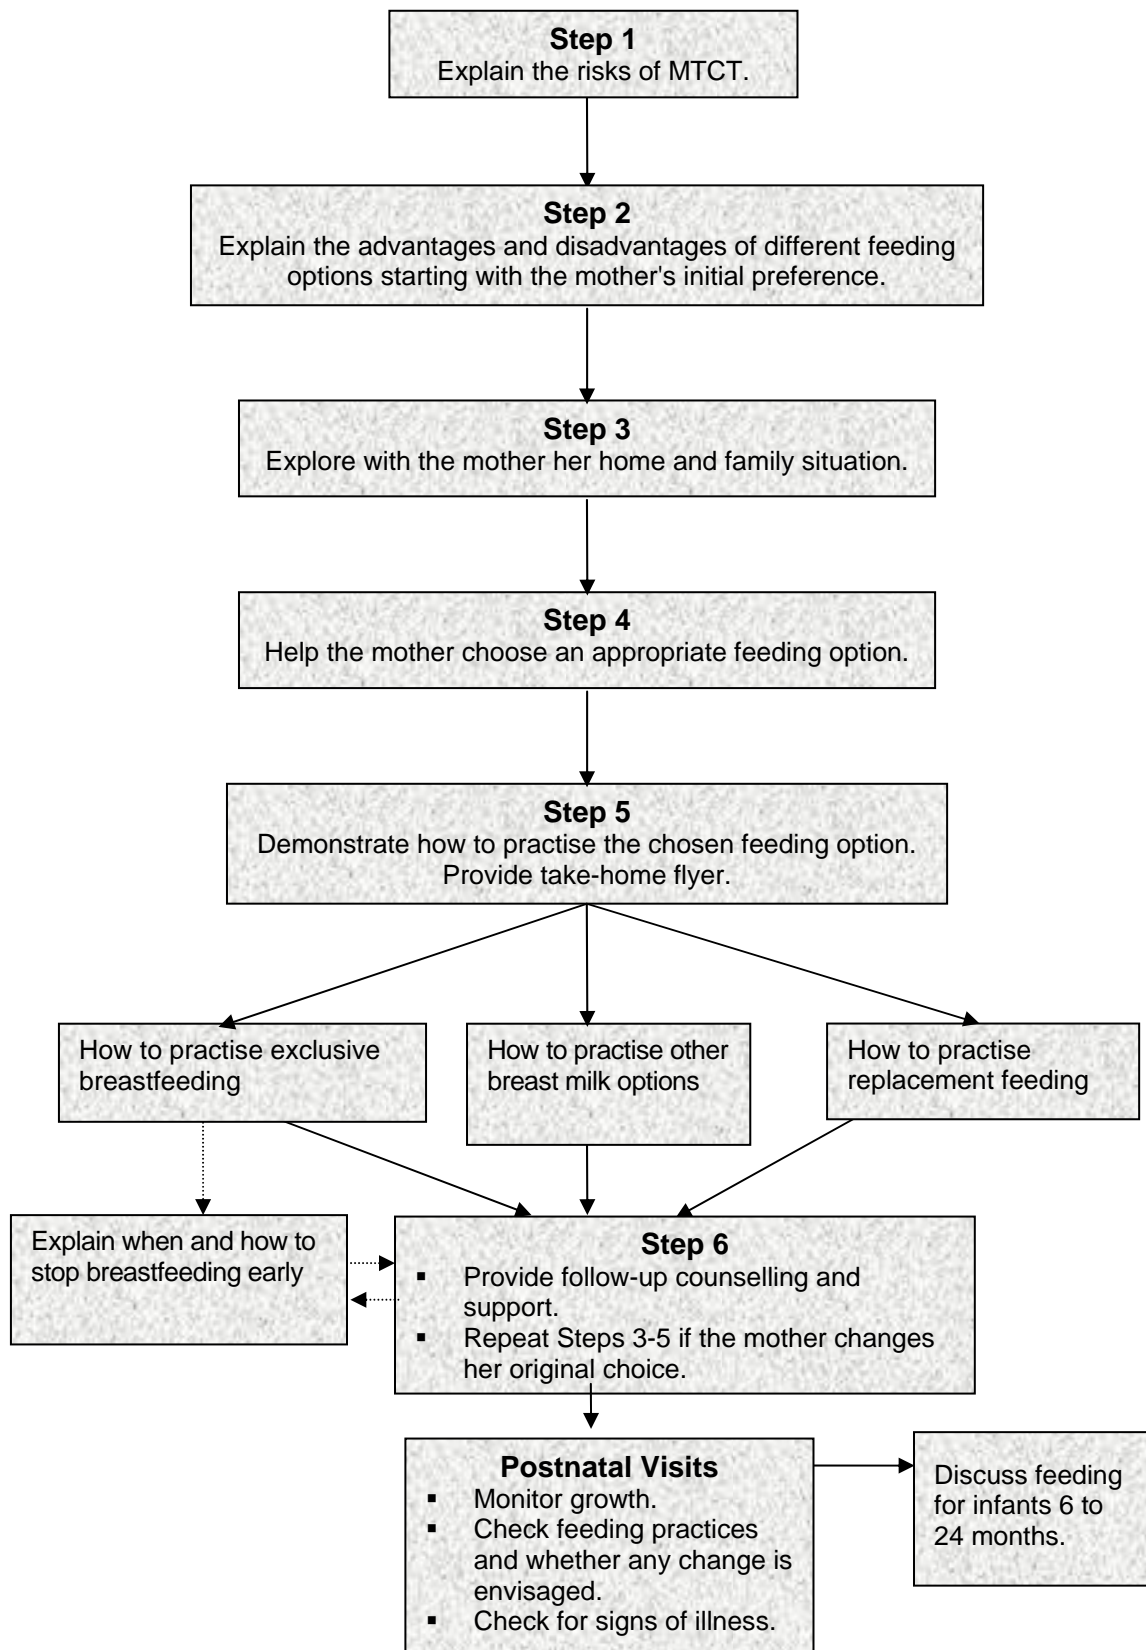 Step 1
Explain the risks of MTCT.
Step 2
Explain the advantages and disadvantages of different feeding
options starting with the mother's initial preference.
Step 3
Explore with the mother her home and family situation.
Step 4
Help the mother choose an appropriate feeding option.
Step 5
Demonstrate how to practise the chosen feeding option.
Provide take-home flyer.
How to practise exclusive
breastfeeding
How to practise other
breast milk options
How to practise
replacement feeding
Explain when and how to
stop breastfeeding early
Step 6
▪ Provide follow-up counselling and
support.
▪ Repeat Steps 3-5 if the mother changes
her original choice.
Postnatal Visits
▪ Monitor growth.
▪ Check feeding practices
and whether any change is
envisaged.
▪ Check for signs of illness.
Discuss feeding
for infants 6 to
24 months.